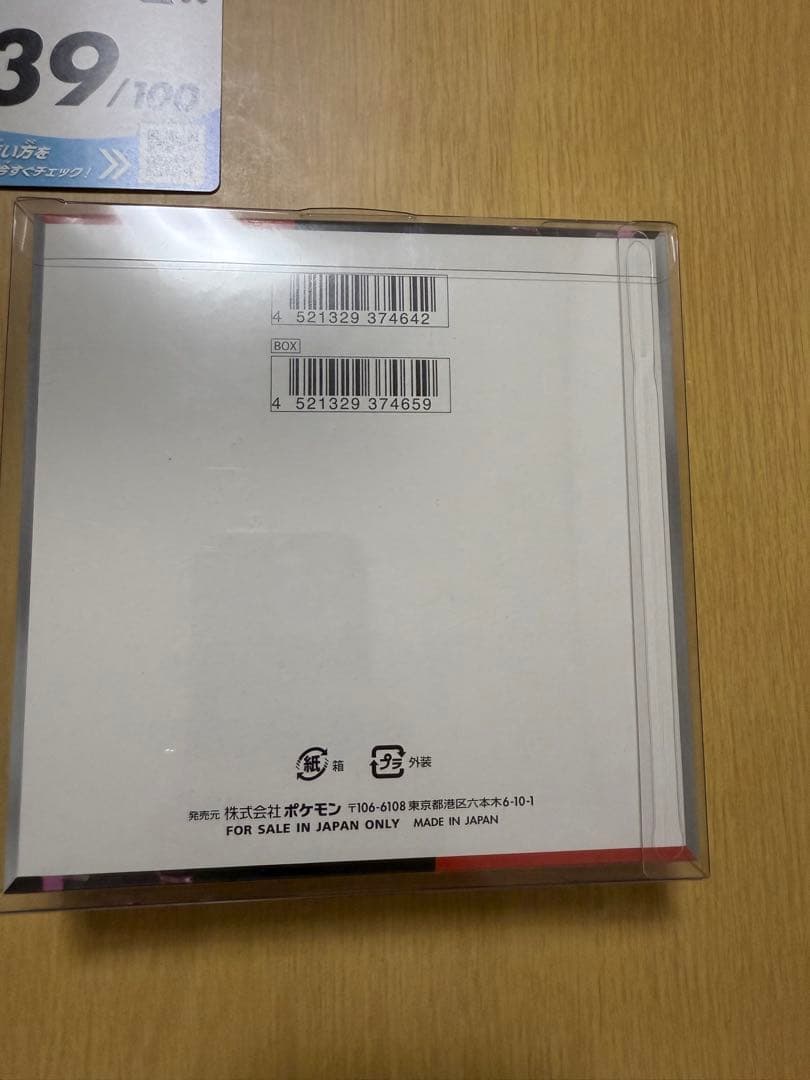 39/100
い方を
今すぐチェック！
4 521329 374642
BOX
4 521329 374659
紙 箱 プラ 外装
発売元 株式会社ポケモン 〒106-6108 東京都港区六本木6-10-1
FOR SALE IN JAPAN ONLY MADE IN JAPAN